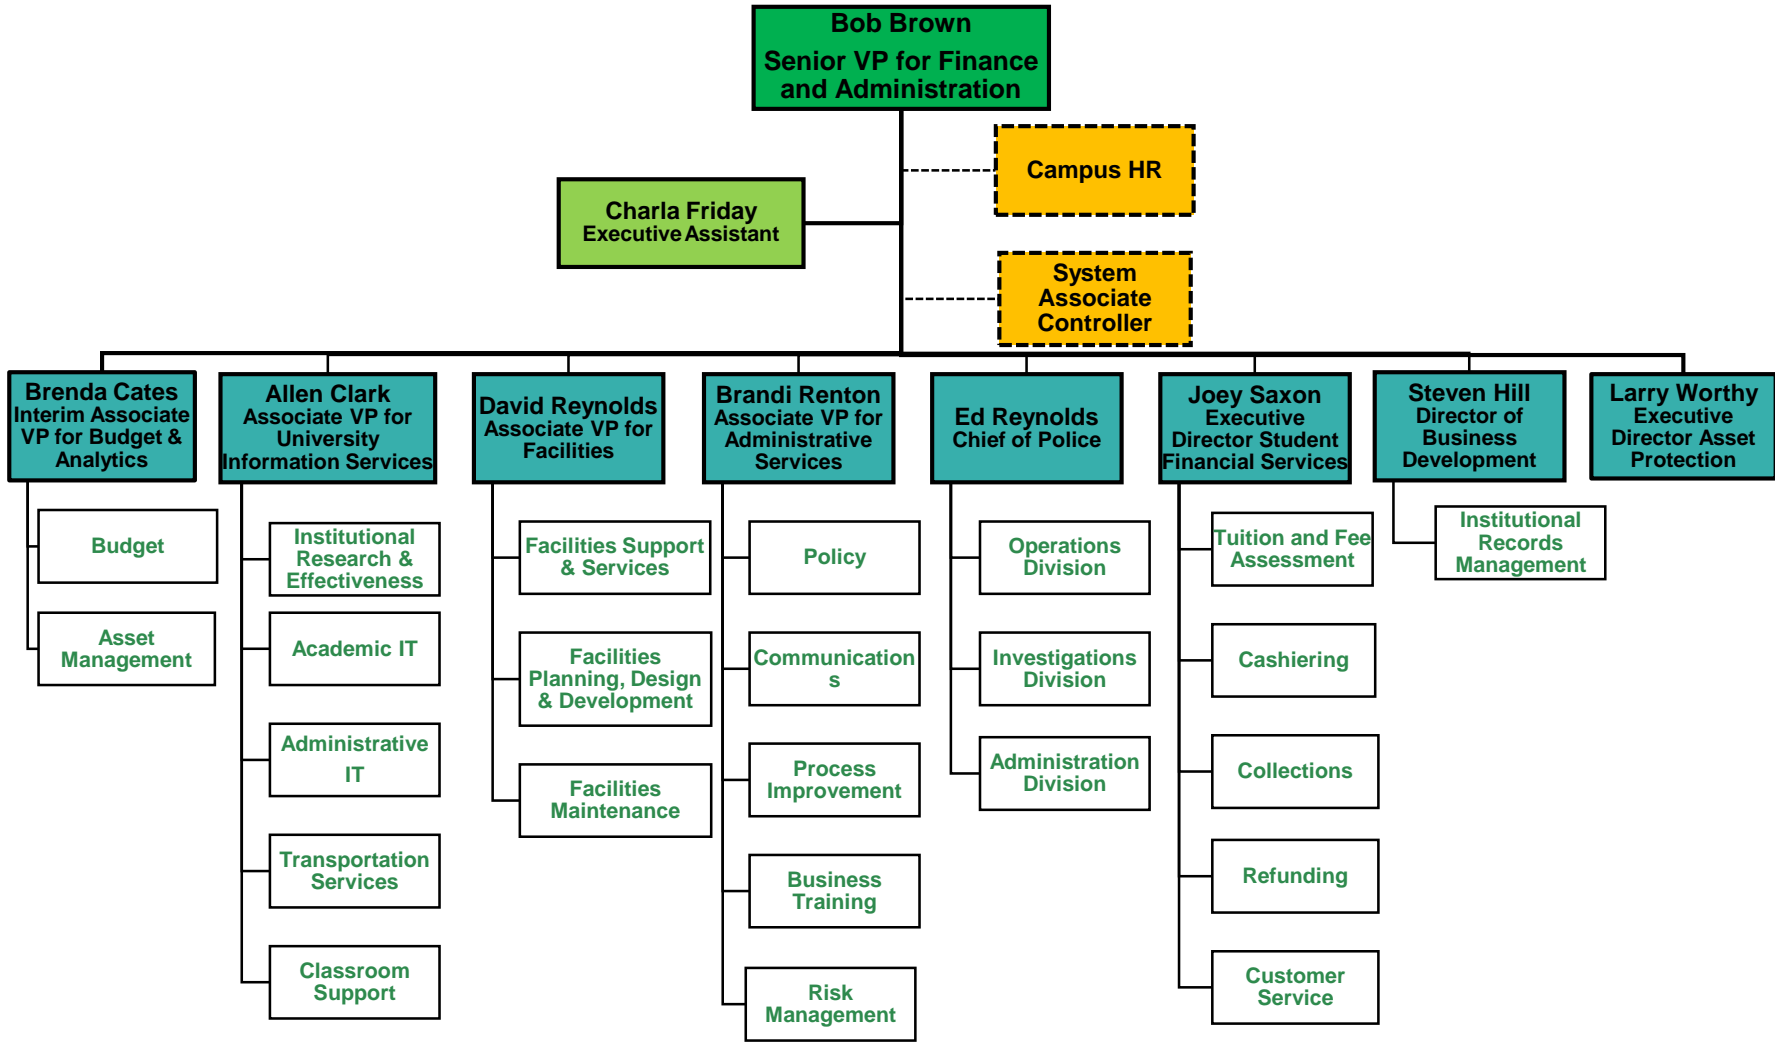 Bob Brown
Senior VP for Finance
and Administration
Campus HR
Charla Friday
Executive Assistant
System
Associate
Controller
Brenda Cates
Interim Associate
VP for Budget &
Analytics
Allen Clark
Associate VP for
University
Information Services
David Reynolds
Associate VP for
Facilities
Brandi Renton
Associate VP for
Administrative
Services
Ed Reynolds
Chief of Police
Joey Saxon
Executive
Director Student
Financial Services
Steven Hill
Director of
Business
Development
Larry Worthy
Executive
Director Asset
Protection
Budget
Asset
Management
Institutional
Research &
Effectiveness
Academic IT
Administrative
IT
Transportation
Services
Classroom
Support
Facilities Support
& Services
Facilities
Planning, Design
& Development
Facilities
Maintenance
Policy
Communication
s
Process
Improvement
Business
Training
Risk
Management
Operations
Division
Investigations
Division
Administration
Division
Tuition and Fee
Assessment
Cashiering
Collections
Refunding
Customer
Service
Institutional
Records
Management